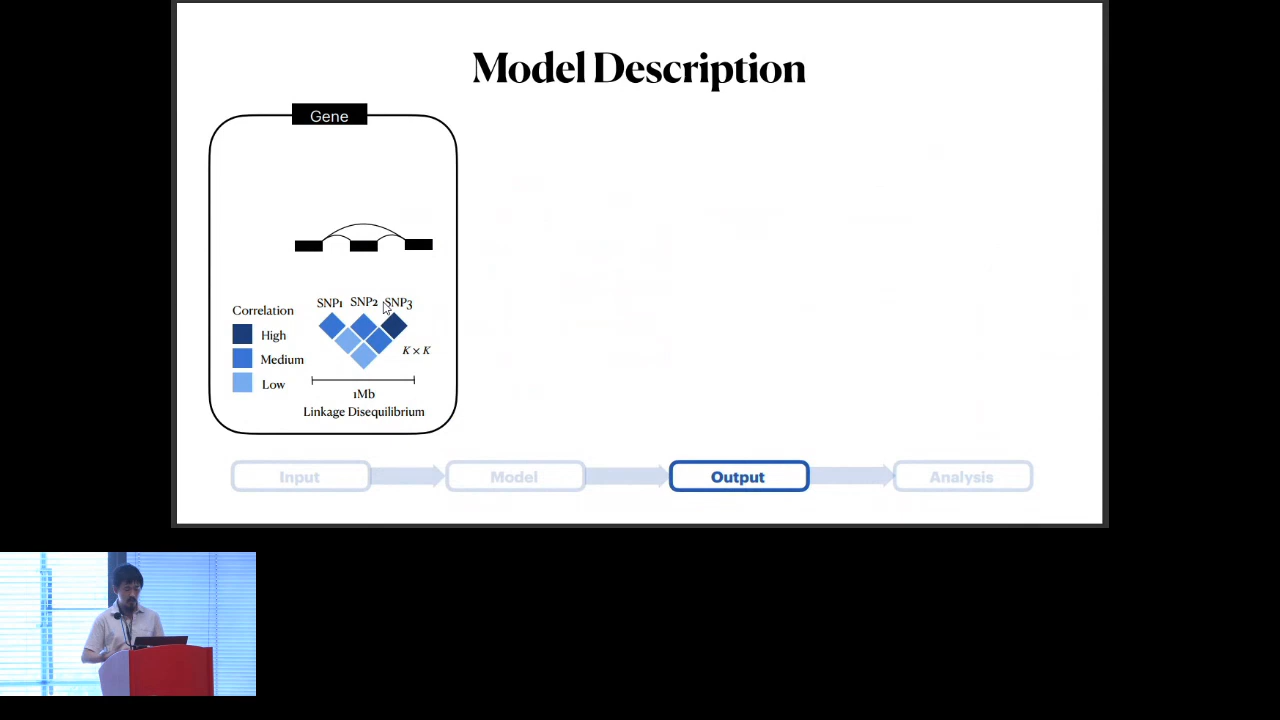 Model Description
Gene
SNP1 SNP2 SNP3
Correlation
High
Medium
Low
K × K
1Mb
Linkage Disequilibrium
Input
Model
Output
Analysis